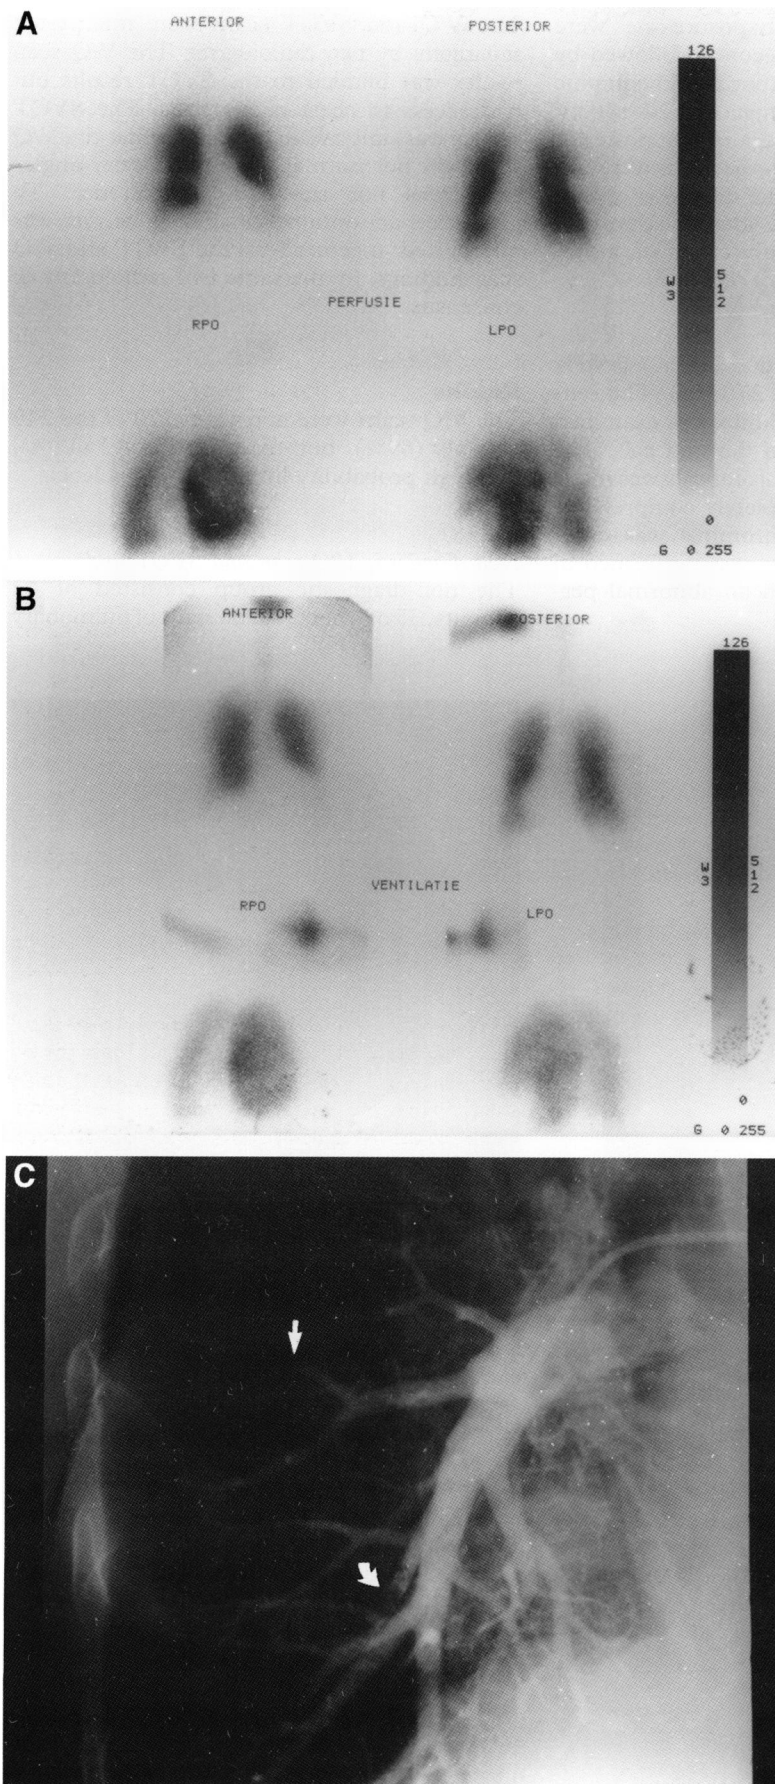 A
ANTERIOR
POSTERIOR
126
W
3
5
1
2
PERFUSIE
RPO
LPO
0
G 0 255
B
ANTERIOR
OSTERIOR
126
W
3
5
1
2
VENTILATIE
RPO
LPO
0
G 0 255
C